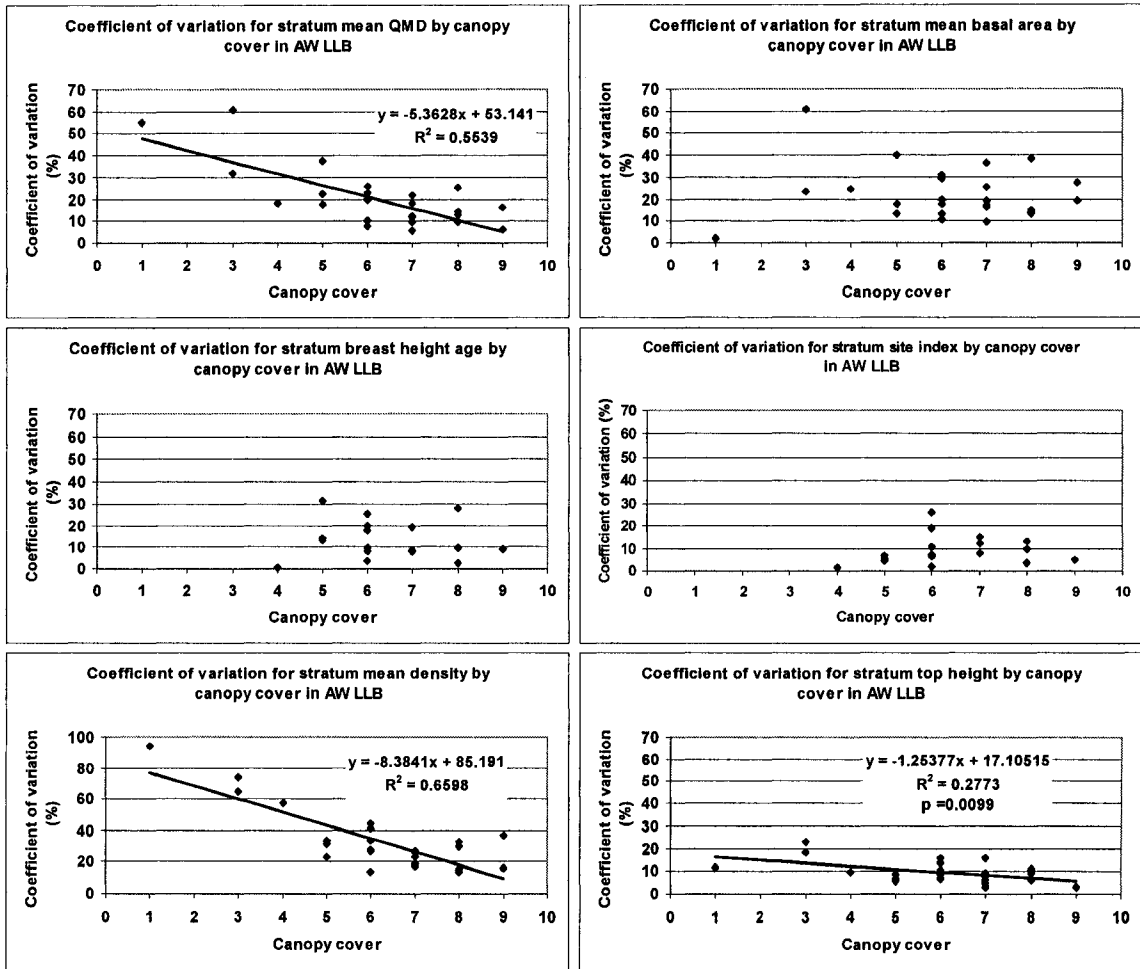 Coefficient of variation for stratum mean QMD by canopy
cover in AW LLB
Coefficient of variation
(%)
70
60
50
40
30
20
10
0
y = -5.3628x + 53.141
R² = 0.5539
0 1 2 3 4 5 6 7 8 9 10
Canopy cover
Coefficient of variation for stratum mean basal area by
canopy cover in AW LLB
Coefficient of variation
(%)
70
60
50
40
30
20
10
0
0 1 2 3 4 5 6 7 8 9 10
Canopy cover
Coefficient of variation for stratum breast height age by
canopy cover in AW LLB
Coefficient of variation
(%)
70
60
50
40
30
20
10
0
0 1 2 3 4 5 6 7 8 9 10
Canopy cover
Coefficient of variation for stratum site index by canopy cover
in AW LLB
Coefficient of variation (%)
70
60
50
40
30
20
10
0
0 1 2 3 4 5 6 7 8 9 10
Canopy cover
Coefficient of variation for stratum mean density by
canopy cover in AW LLB
Coefficient of variation
(%)
100
80
60
40
20
0
y = -8.3841x + 85.191
R² = 0.6598
0 1 2 3 4 5 6 7 8 9 10
Canopy cover
Coefficient of variation for stratum top height by canopy
cover in AW LLB
Coefficient of variation
(%)
70
60
50
40
30
20
10
0
y = -1.25377x + 17.10515
R² = 0.2773
p =0.0099
0 1 2 3 4 5 6 7 8 9 10
Canopy cover